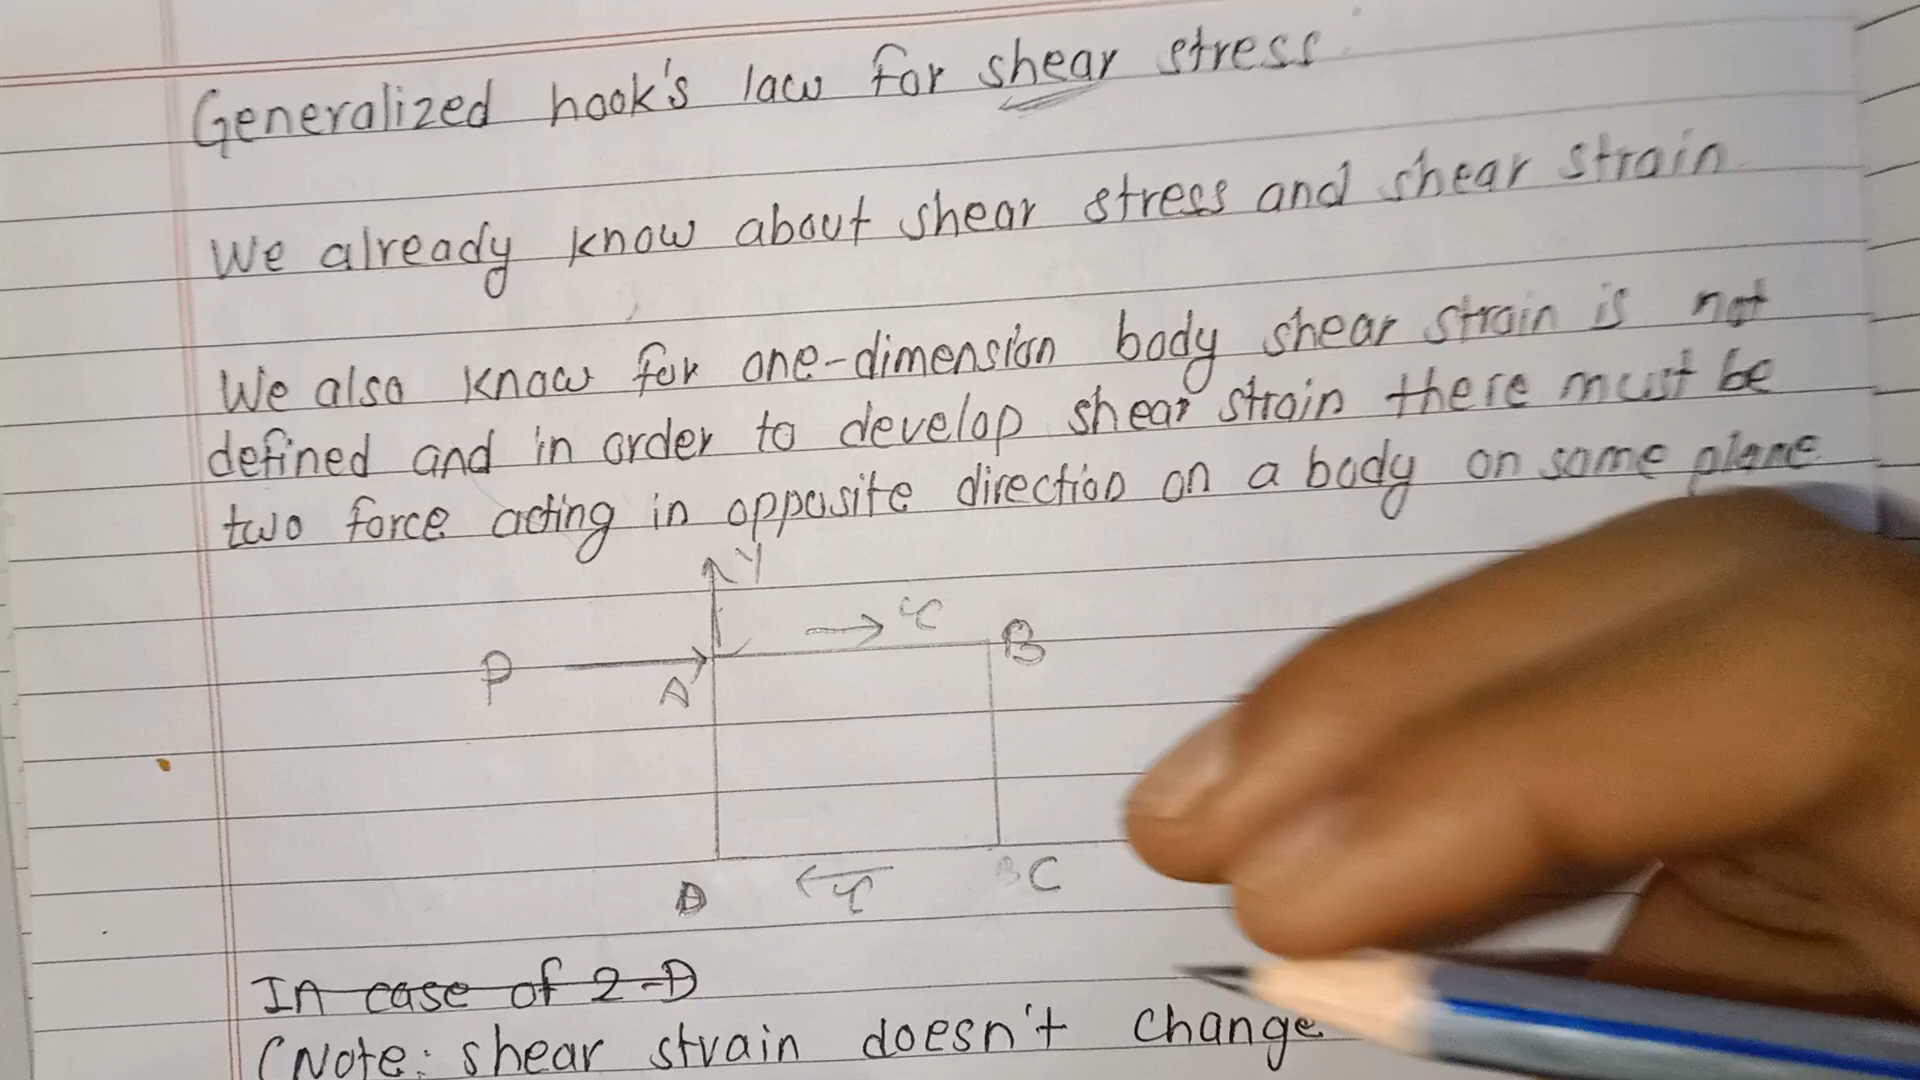 Generalized hook's law for shear stress
We already know about shear stress and shear strain
We also know for one-dimension body shear strain is not
defined and in order to develop shear strain there must be
two force acting in opposite direction on a body on same plane
Y
τ
P
A
B
D
τ
C
In case of 2-D
(Note: shear strain doesn't change